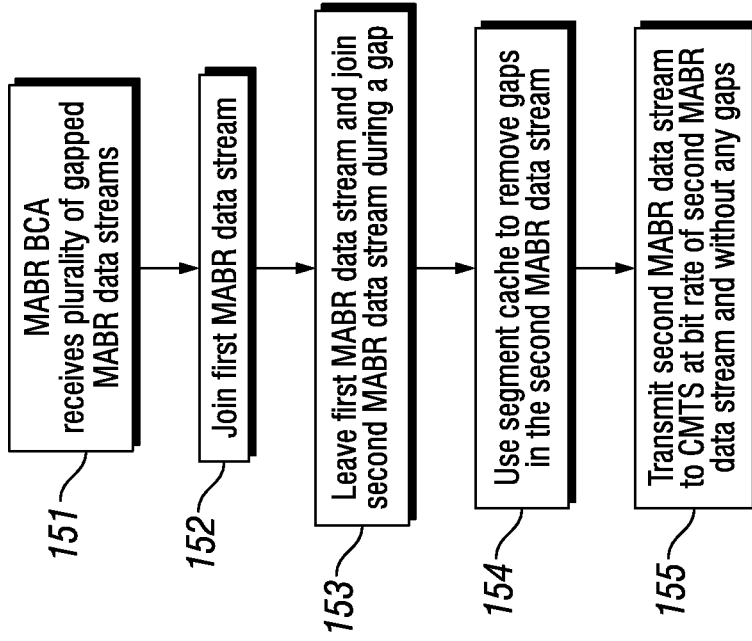 MABR BCA
receives plurality of gapped
MABR data streams
151
Join first MABR data stream
152
Leave first MABR data stream and join
second MABR data stream during a gap
153
Use segment cache to remove gaps
in the second MABR data stream
154
Transmit second MABR data stream
to CMTS at bit rate of second MABR
data stream and without any gaps
155